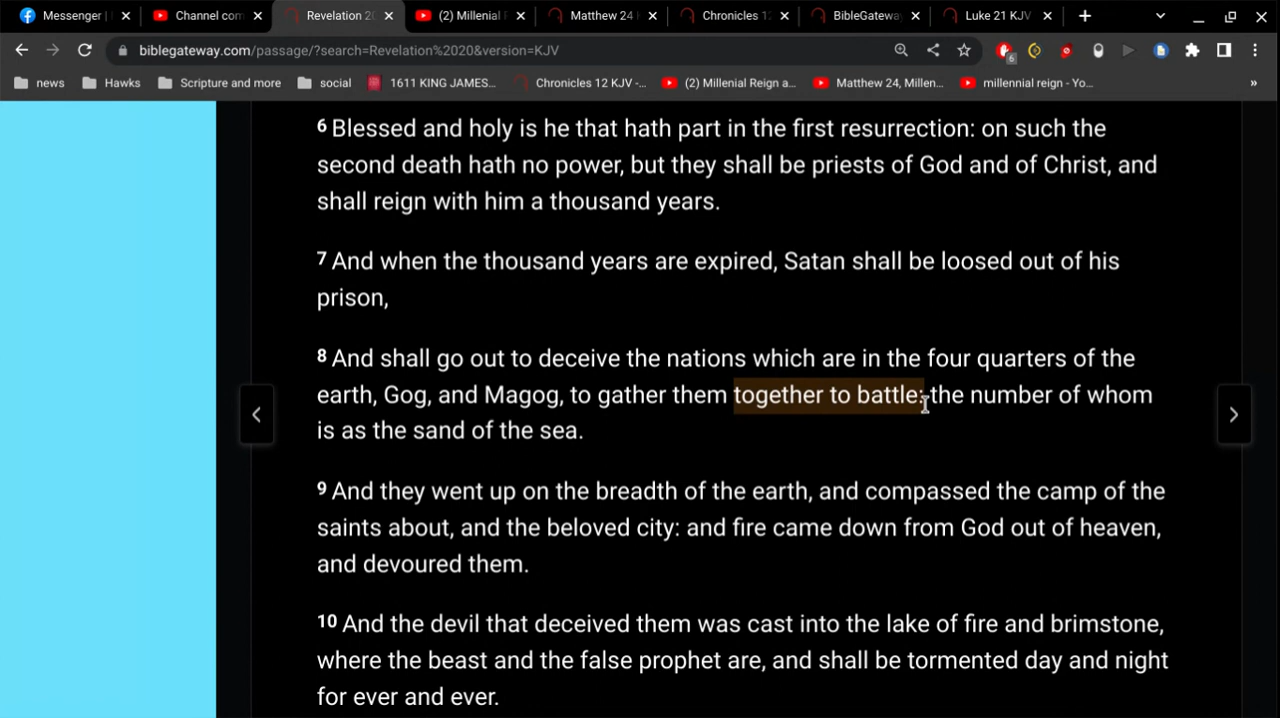 Messenger |
Channel com
Revelation 20
(2) Millenial
Matthew 24
Chronicles 12
BibleGateway
Luke 21 KJV
biblegateway.com/passage/?search=Revelation%2020&version=KJV
6
news
Hawks
Scripture and more
social
1611 KING JAMES...
Chronicles 12 KJV -...
(2) Millenial Reign a...
Matthew 24, Millen...
millennial reign - Yo...
»
6 Blessed and holy is he that hath part in the first resurrection: on such the
second death hath no power, but they shall be priests of God and of Christ, and
shall reign with him a thousand years.
7 And when the thousand years are expired, Satan shall be loosed out of his
prison,
8 And shall go out to deceive the nations which are in the four quarters of the
earth, Gog, and Magog, to gather them together to battle: the number of whom
is as the sand of the sea.
9 And they went up on the breadth of the earth, and compassed the camp of the
saints about, and the beloved city: and fire came down from God out of heaven,
and devoured them.
10 And the devil that deceived them was cast into the lake of fire and brimstone,
where the beast and the false prophet are, and shall be tormented day and night
for ever and ever.